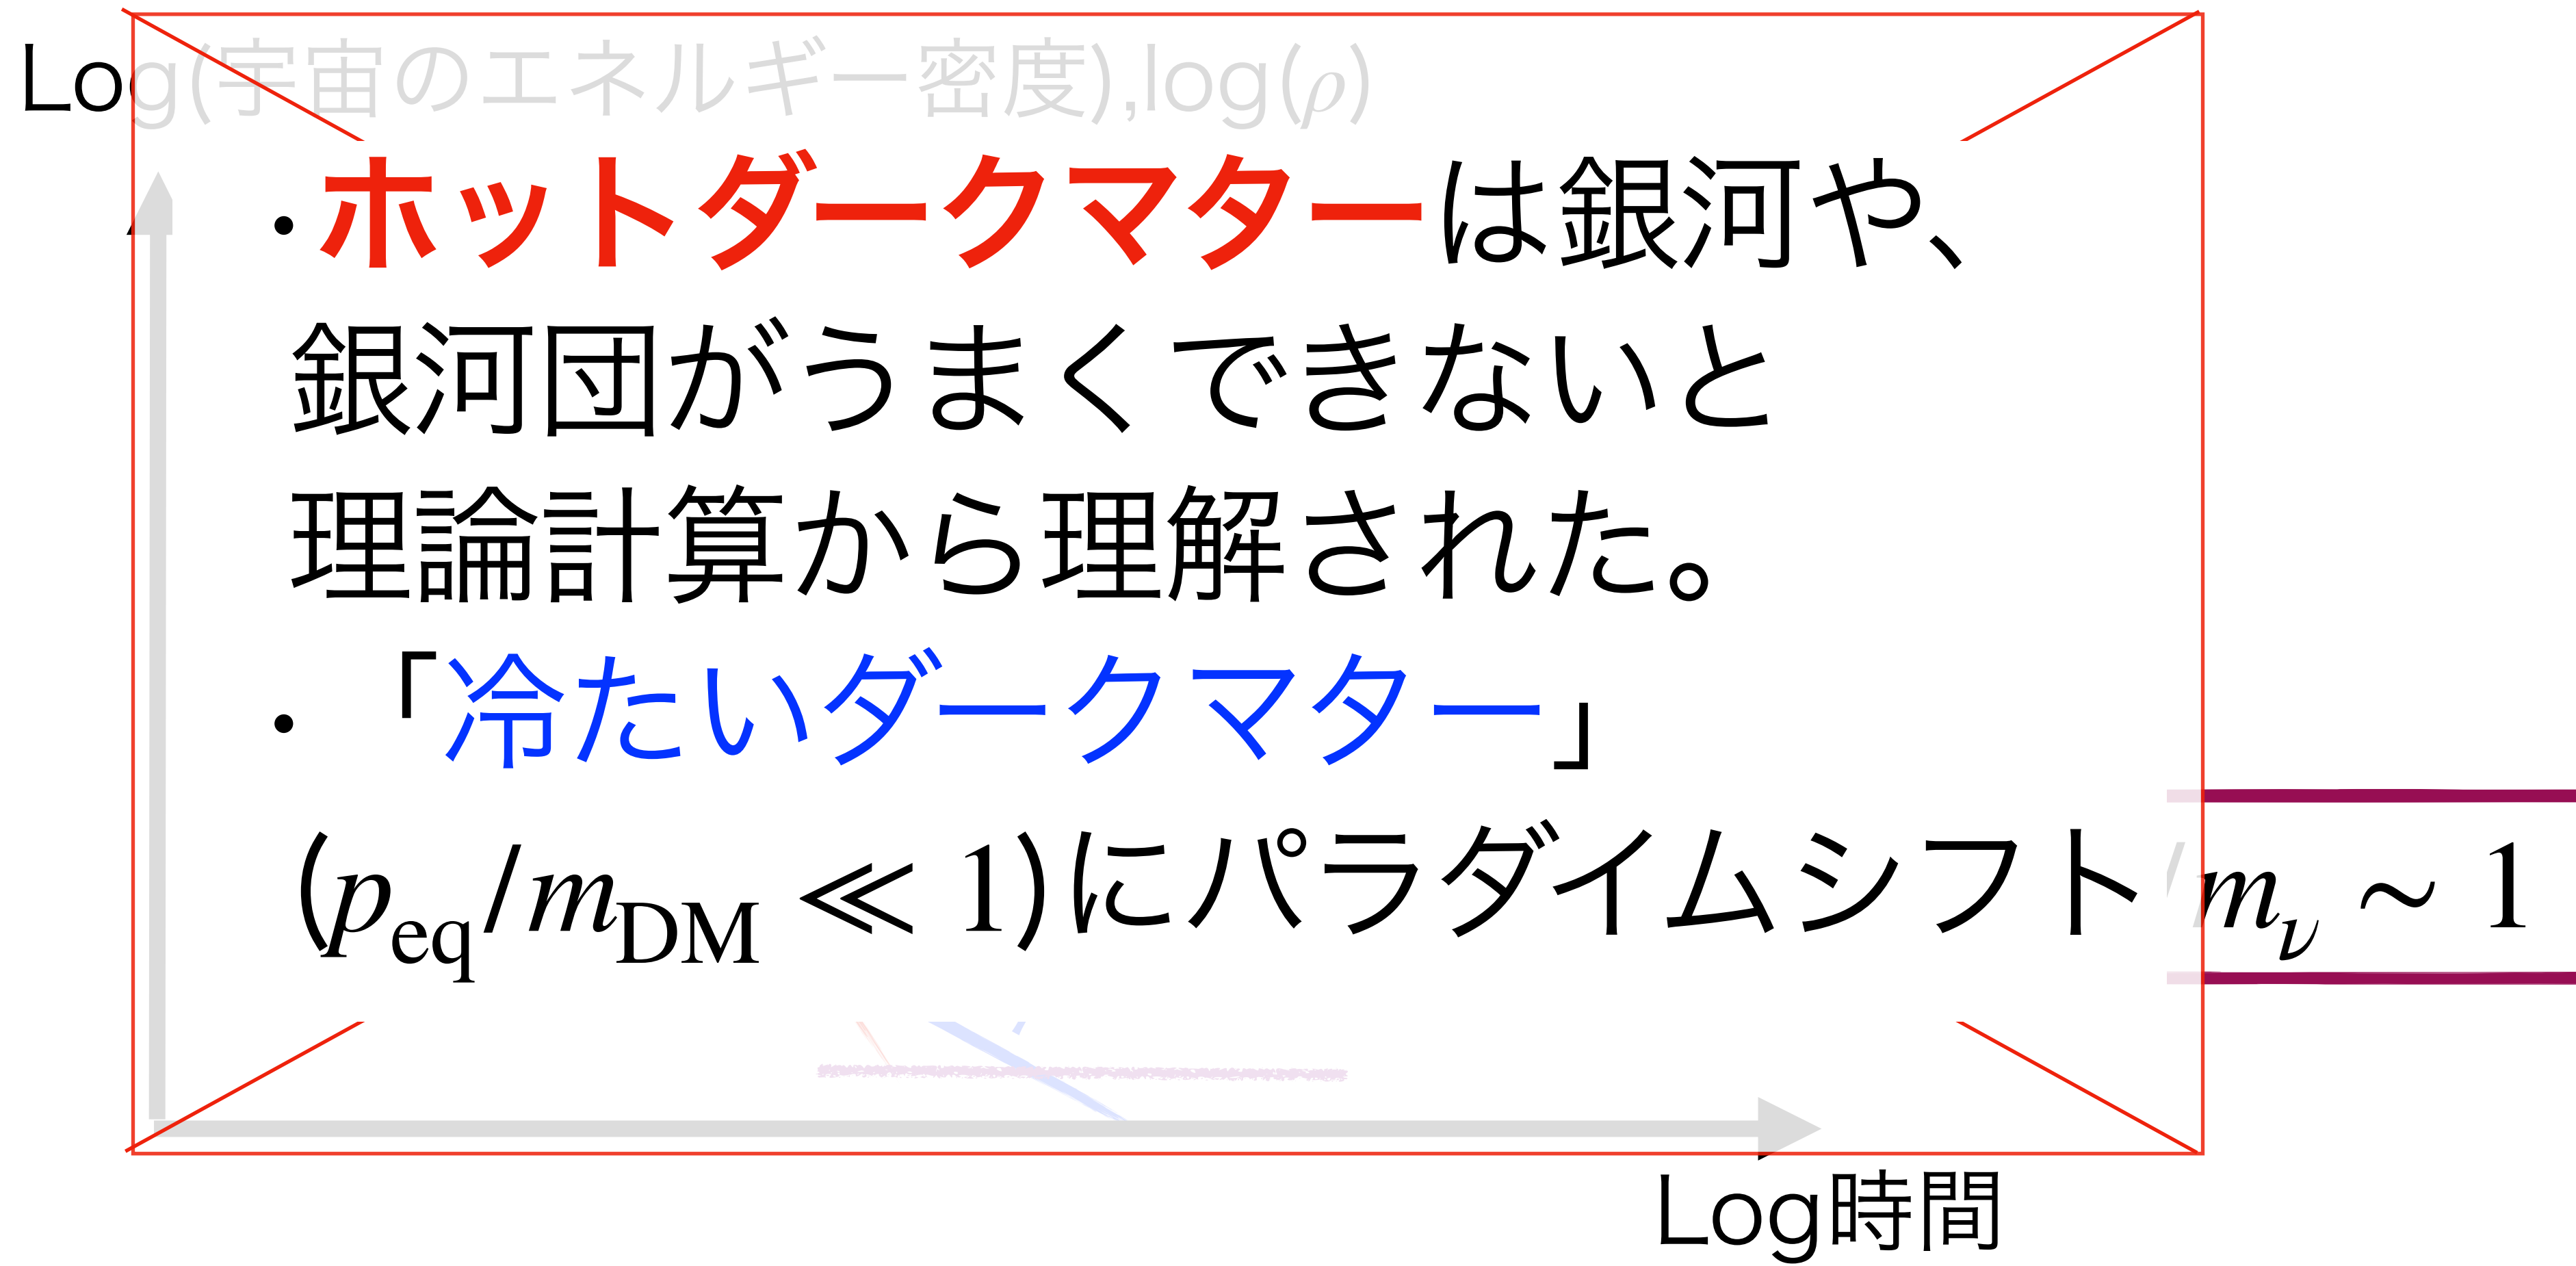 Log(宇宙のエネルギー密度),log(ρ)
・ホットダークマターは銀河や、
銀河団がうまくできないと
理論計算から理解された。
・「冷たいダークマター」
(p_eq/m_DM ≪ 1)にパラダイムシフト
/m_ν ~ 1
Log時間